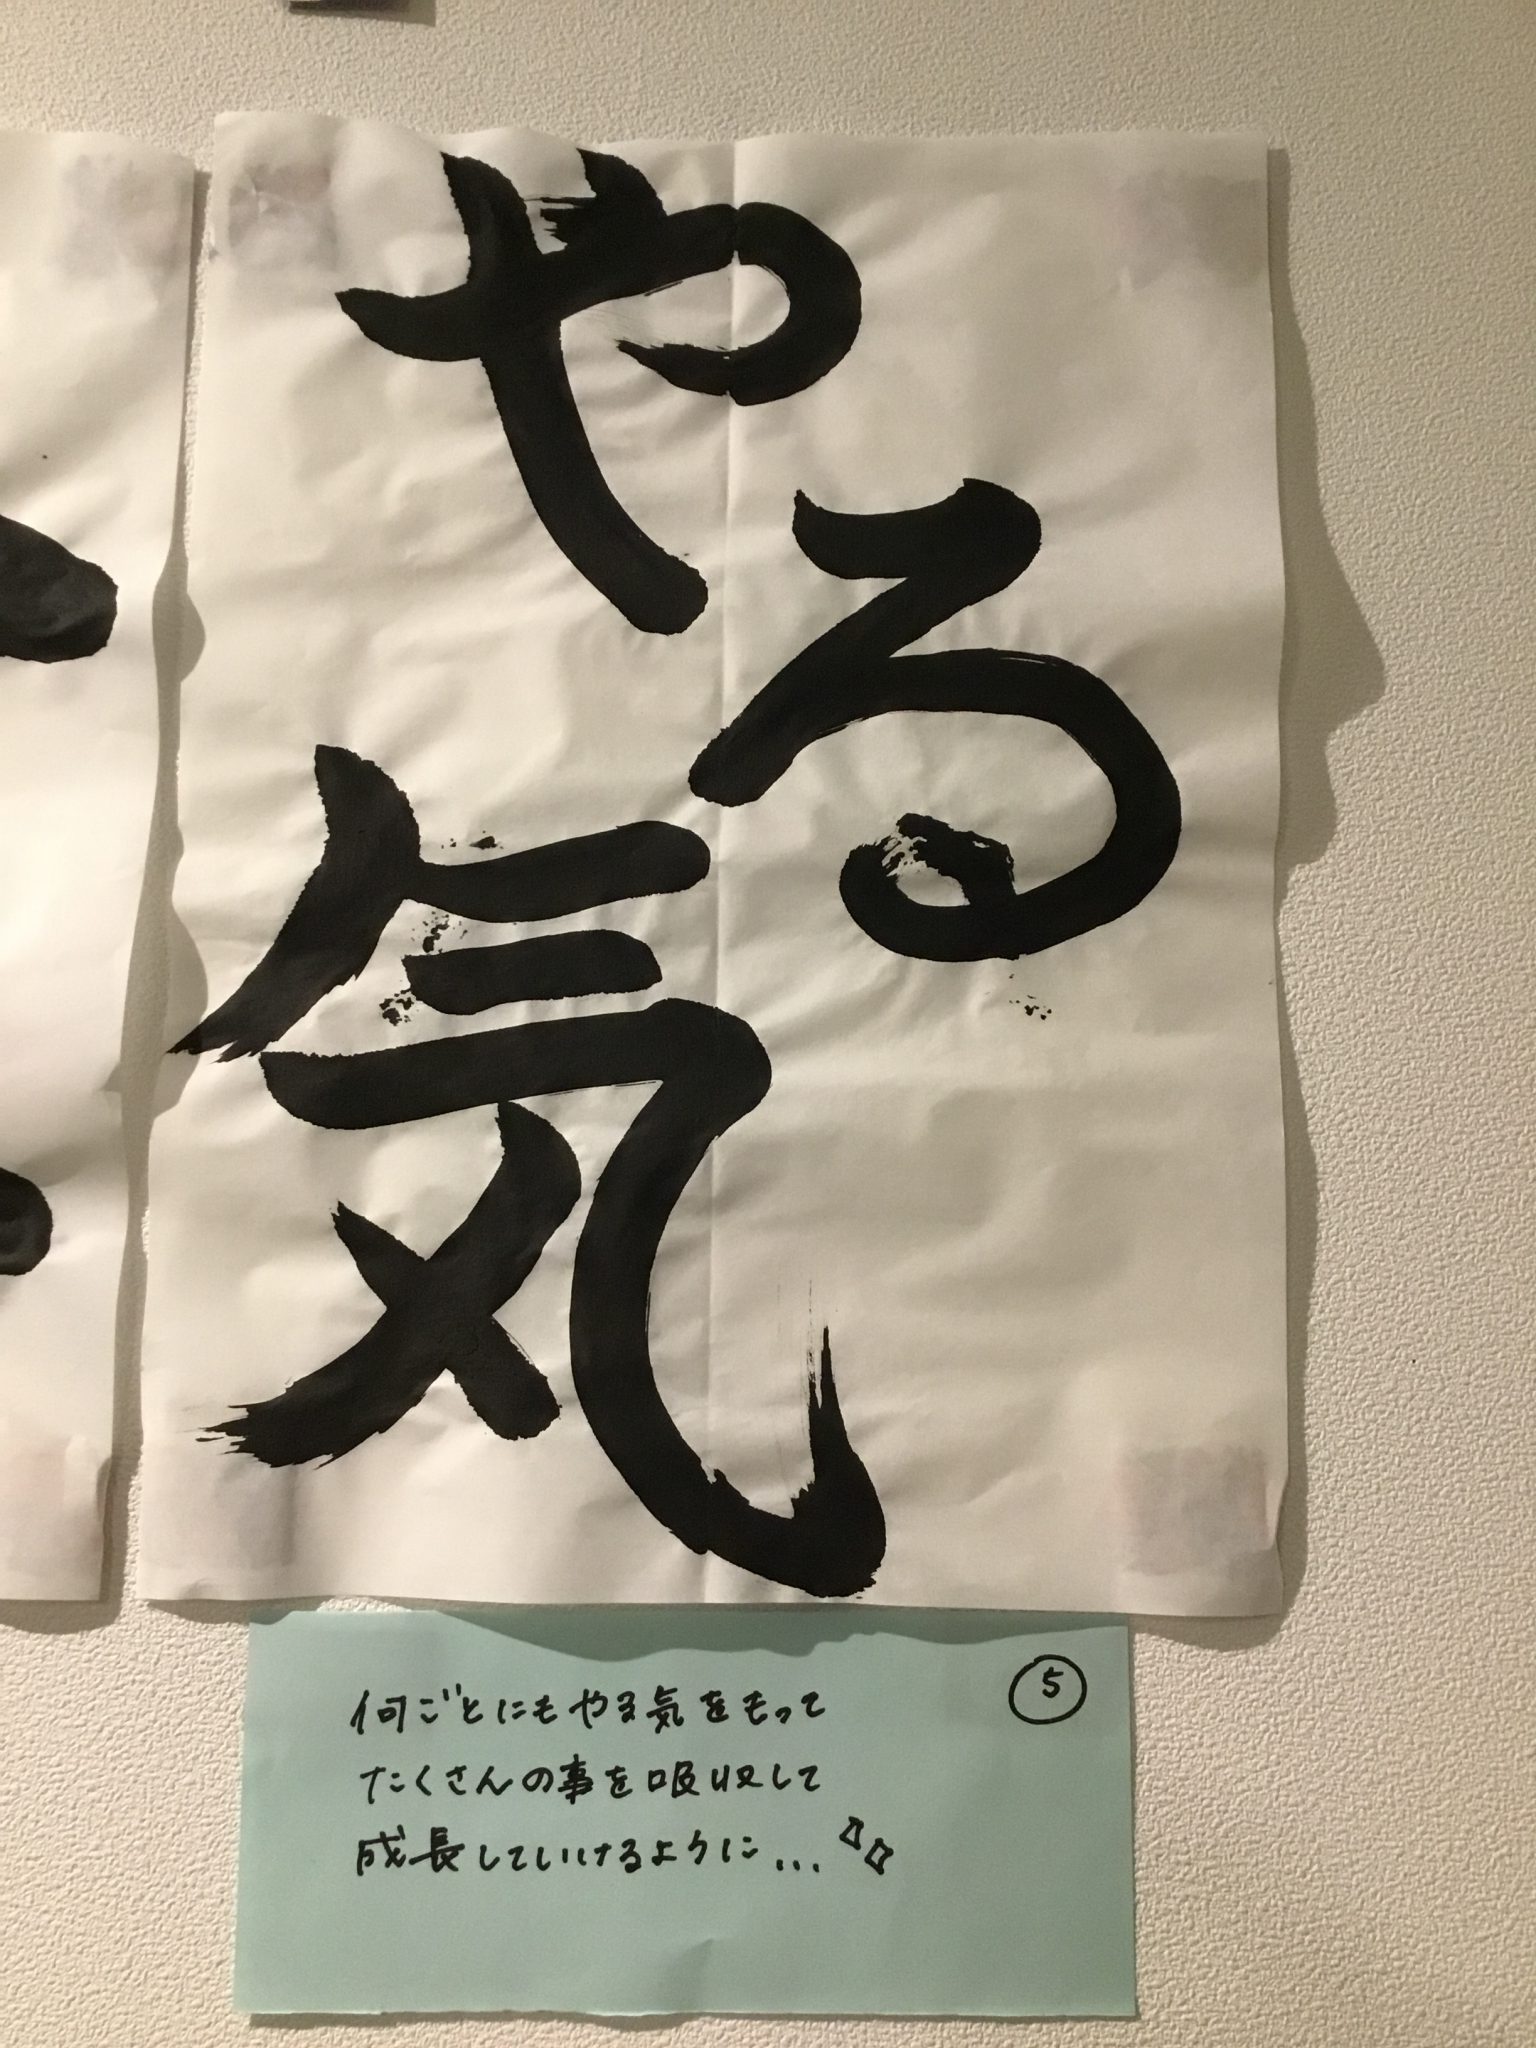 やる気
何ごとにもやる気をもって
たくさんの事を吸収して
成長していけるように...
5